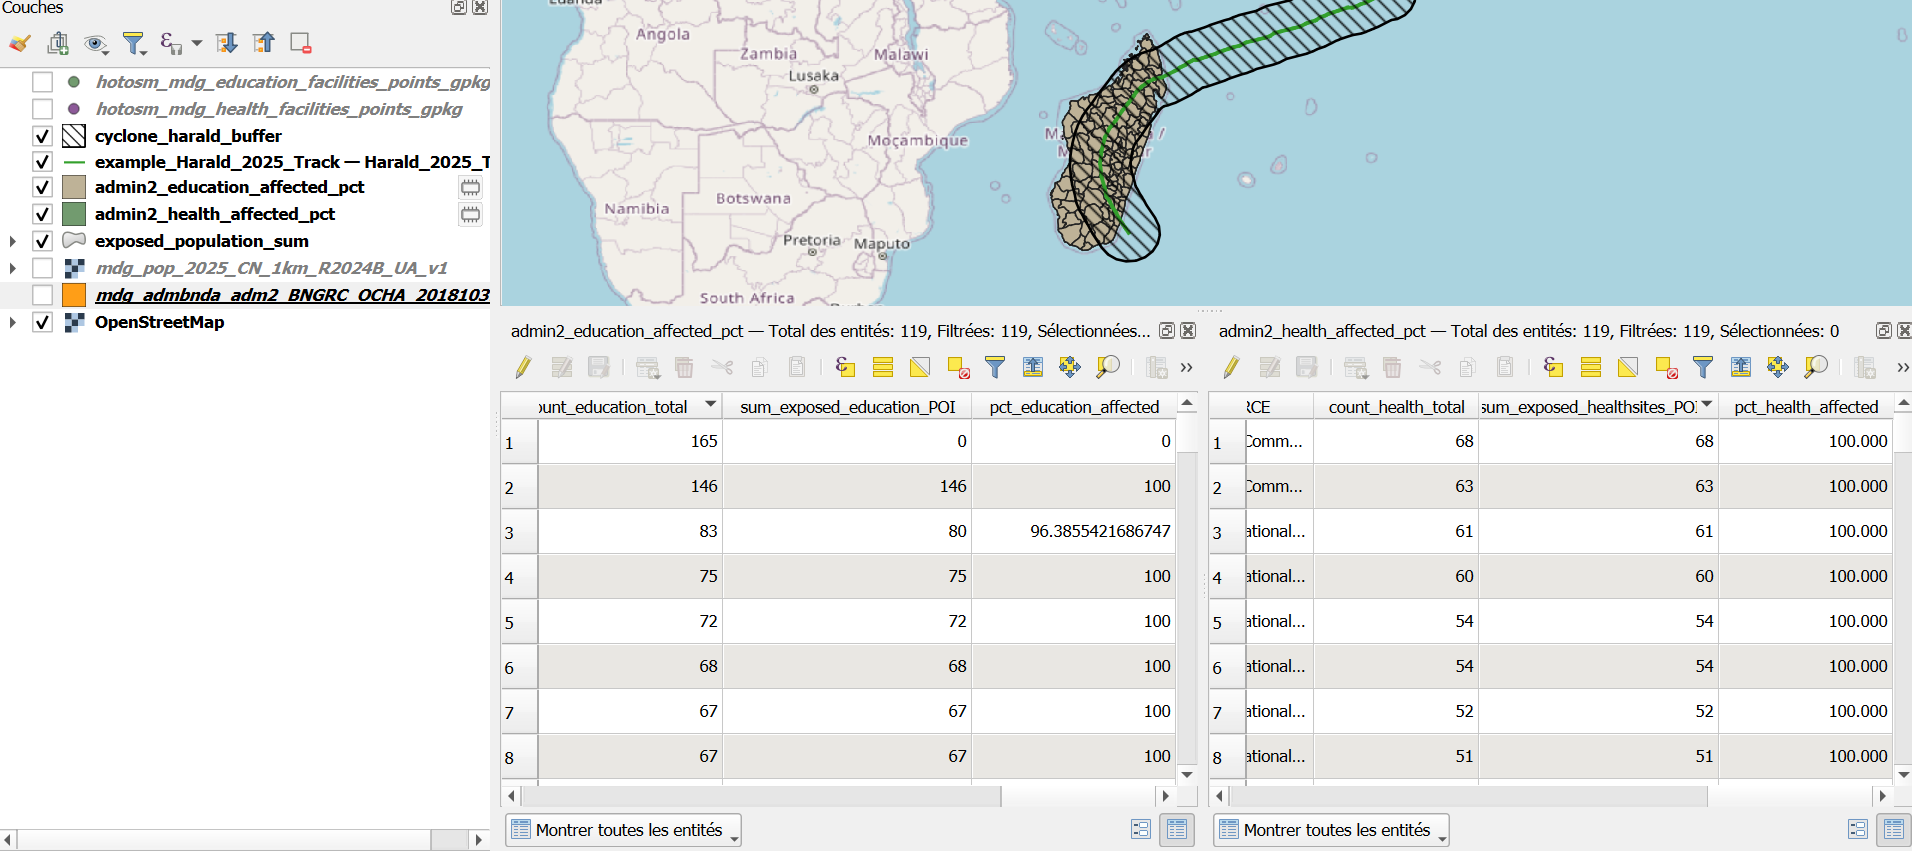 Couches
hotosm_mdg_education_facilities_points_gpkg
hotosm_mdg_health_facilities_points_gpkg
cyclone_harald_buffer
example_Harald_2025_Track — Harald_2025_T
admin2_education_affected_pct
admin2_health_affected_pct
exposed_population_sum
mdg_pop_2025_CN_1km_R2024B_UA_v1
mdg_admbnda_adm2_BNGRC_OCHA_2018103
OpenStreetMap
Angola
Zambia
Malawi
Lusaka
Moçambique
Namibia
Botswana
Pretoria
Maputo
South Africa
admin2_education_affected_pct — Total des entités: 119, Filtrées: 119, Sélectionnées...
ount_education_total sum_exposed_education_POI pct_education_affected
1 165 0 0
2 146 146 100
3 83 80 96.3855421686747
4 75 75 100
5 72 72 100
6 68 68 100
7 67 67 100
8 67 67 100
Montrer toutes les entités
admin2_health_affected_pct — Total des entités: 119, Filtrées: 119, Sélectionnées: 0
RCE count_health_total sum_exposed_healthsites_POI pct_health_affected
1 Comm... 68 68 100.000
2 Comm... 63 63 100.000
3 ational... 61 61 100.000
4 ational... 60 60 100.000
5 ational... 54 54 100.000
6 ational... 54 54 100.000
7 ational... 52 52 100.000
8 ational... 51 51 100.000
Montrer toutes les entités